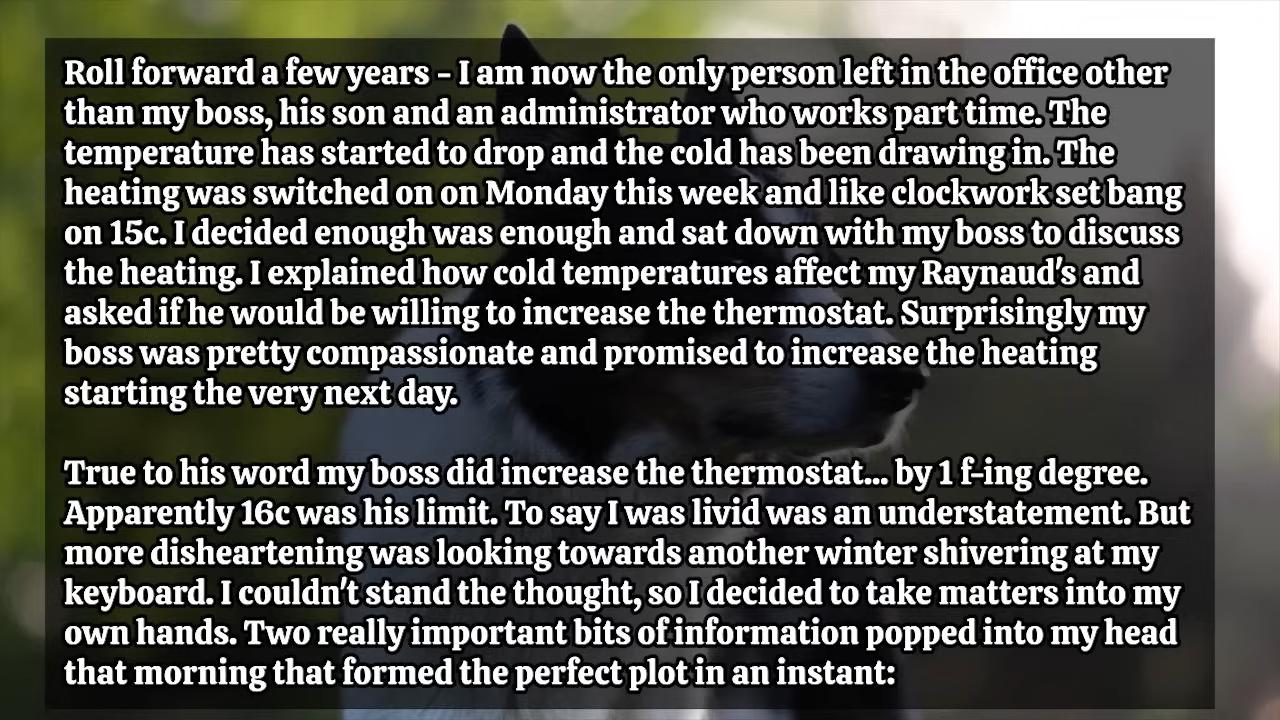 Roll forward a few years - I am now the only person left in the office other
than my boss, his son and an administrator who works part time. The
temperature has started to drop and the cold has been drawing in. The
heating was switched on on Monday this week and like clockwork set bang
on 15c. I decided enough was enough and sat down with my boss to discuss
the heating. I explained how cold temperatures affect my Raynaud's and
asked if he would be willing to increase the thermostat. Surprisingly my
boss was pretty compassionate and promised to increase the heating
starting the very next day.
True to his word my boss did increase the thermostat... by 1 f-ing degree.
Apparently 16c was his limit. To say I was livid was an understatement. But
more disheartening was looking towards another winter shivering at my
keyboard. I couldn't stand the thought, so I decided to take matters into my
own hands. Two really important bits of information popped into my head
that morning that formed the perfect plot in an instant: